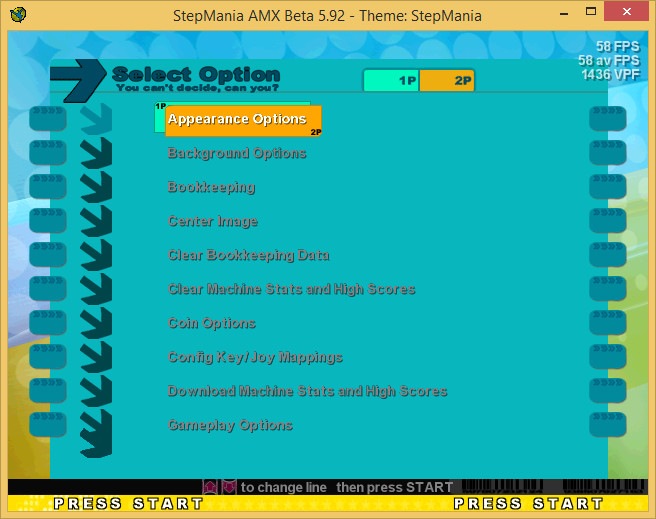 StepMania AMX Beta 5.92 - Theme: StepMania
58 FPS
58 av FPS
1436 VPF
Select Option
You can't decide, can you?
1P 2P
1P
Appearance Options
2P
Background Options
Bookkeeping
Center Image
Clear Bookkeeping Data
Clear Machine Stats and High Scores
Coin Options
Config Key/Joy Mappings
Download Machine Stats and High Scores
Gameplay Options
to change line then press START
PRESS START PRESS START